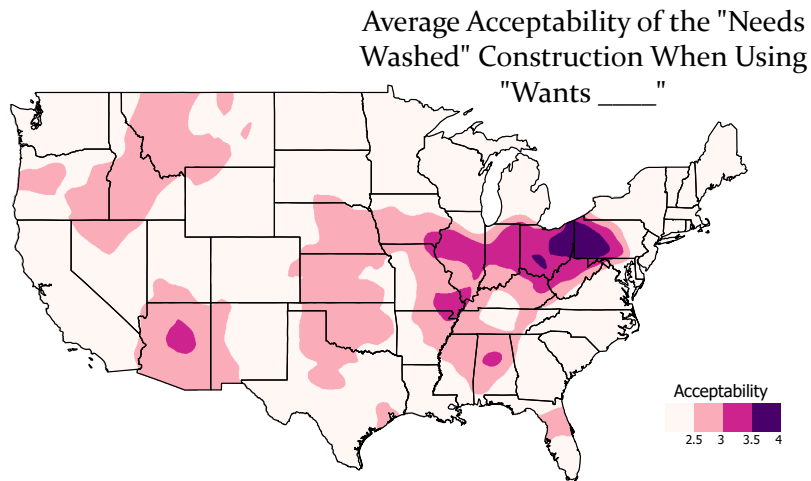 Average Acceptability of the "Needs
Washed" Construction When Using
"Wants ____"
Acceptability
2.5 3 3.5 4